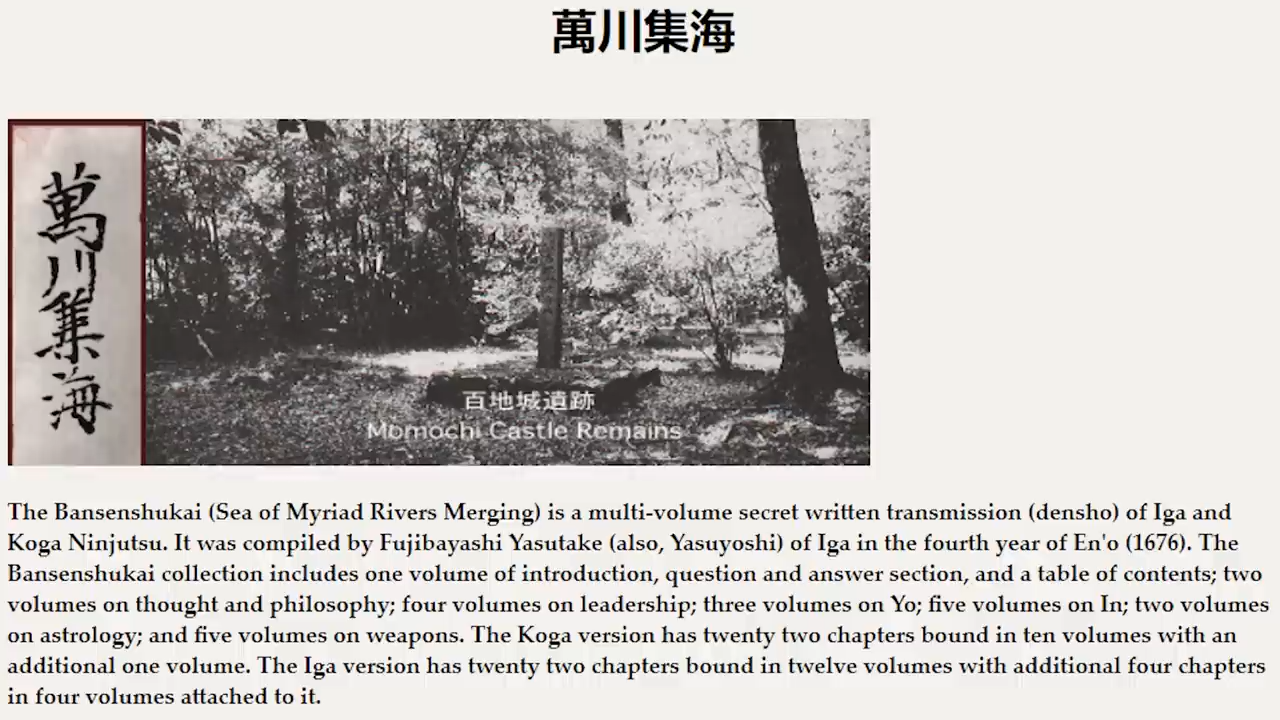 萬川集海
萬川集海
百地城遺跡
Momochi Castle Remains
The Bansenshukai (Sea of Myriad Rivers Merging) is a multi-volume secret written transmission (densho) of Iga and
Koga Ninjutsu. It was compiled by Fujibayashi Yasutake (also, Yasuyoshi) of Iga in the fourth year of En'o (1676). The
Bansenshukai collection includes one volume of introduction, question and answer section, and a table of contents; two
volumes on thought and philosophy; four volumes on leadership; three volumes on Yo; five volumes on In; two volumes
on astrology; and five volumes on weapons. The Koga version has twenty two chapters bound in ten volumes with an
additional one volume. The Iga version has twenty two chapters bound in twelve volumes with additional four chapters
in four volumes attached to it.